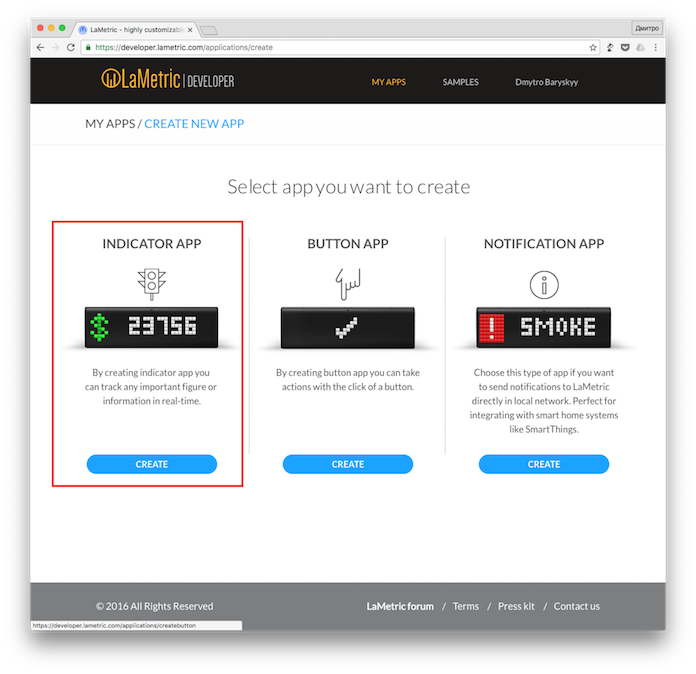 LaMetric - highly customizable
Дмитро
https://developer.lametric.com/applications/create
LaMetric | DEVELOPER
MY APPS
SAMPLES
Dmytro Baryskyy
MY APPS / CREATE NEW APP
Select app you want to create
INDICATOR APP
23756
By creating indicator app you
can track any important figure or
information in real-time.
CREATE
BUTTON APP
By creating button app you can take
actions with the click of a button.
CREATE
NOTIFICATION APP
! SMOKE
Choose this type of app if you want
to send notifications to LaMetric
directly in local network. Perfect for
integrating with smart home systems
like SmartThings.
CREATE
© 2016 All Rights Reserved
LaMetric forum / Terms / Press kit / Contact us
https://developer.lametric.com/applications/createbutton